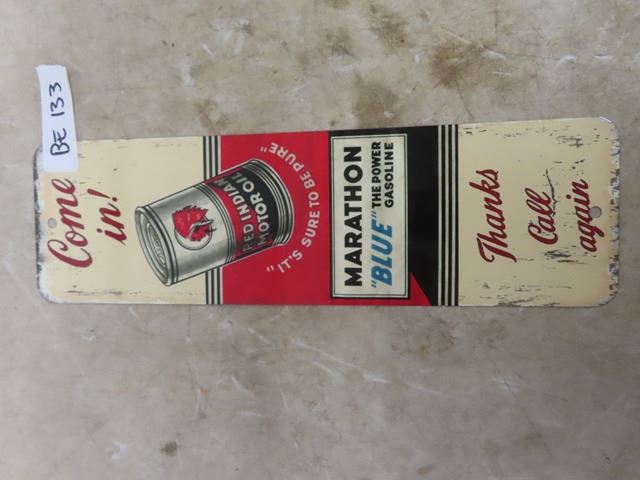 BE 133
Come
in!
RED INDIAN
MOTOR OIL
"IT'S SURE TO BE PURE"
MARATHON
"BLUE" THE POWER
GASOLINE
Thanks
Call
again